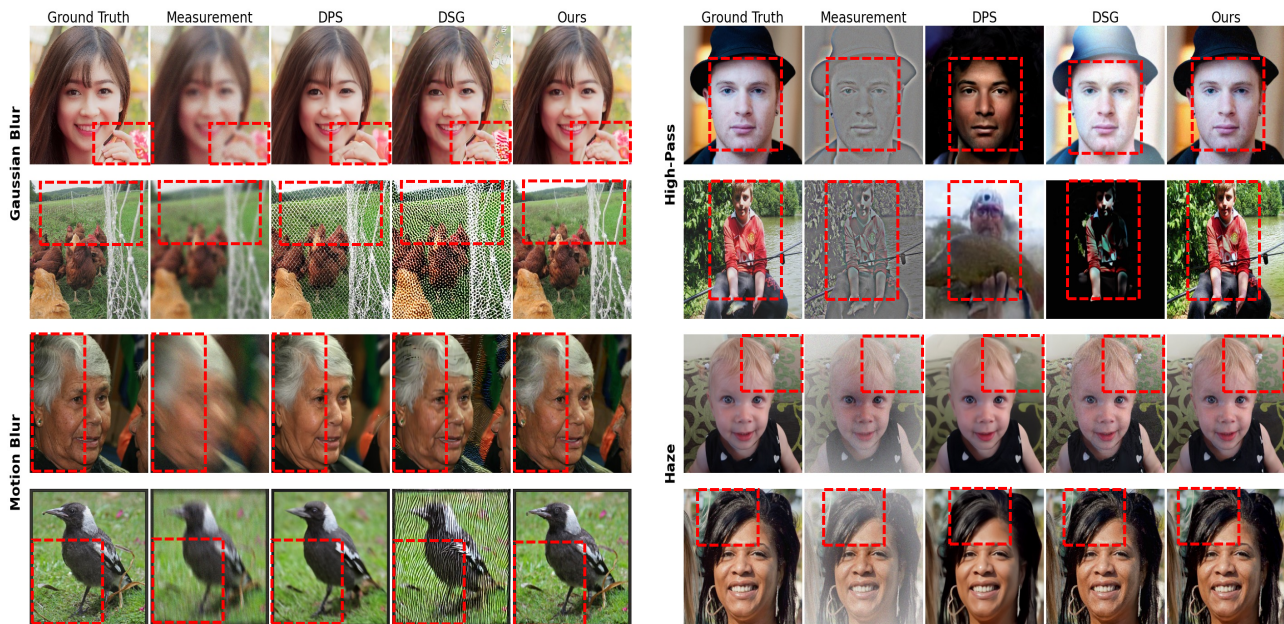 Ground Truth Measurement DPS DSG Ours
Gaussian Blur
Motion Blur
Ground Truth Measurement DPS DSG Ours
High-Pass
Haze